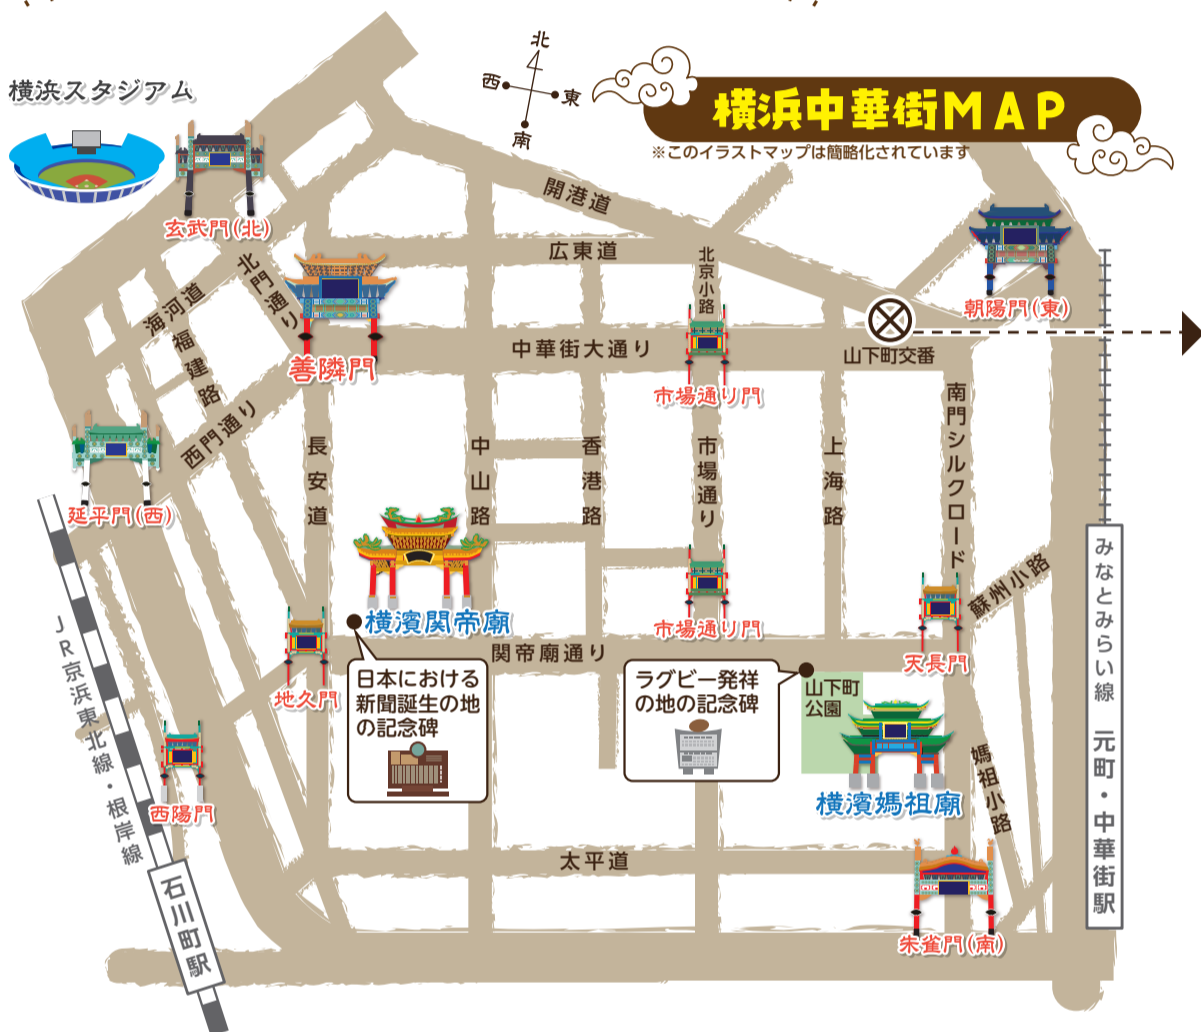 横浜スタジアム
北
西
東
南
横浜中華街MAP
※このイラストマップは簡略化されています
開港道
玄武門(北)
広東道
北京小路
朝陽門(東)
北門通り
海河道
福建路
善隣門
中華街大通り
山下町交番
市場通り門
西門通り
南門シルクロード
長安道
中山路
香港路
市場通り
上海路
延平門(西)
みなとみらい線 元町・中華街駅
蘇州小路
横濱関帝廟
市場通り門
JR京浜東北線・根岸線
関帝廟通り
天長門
日本における
新聞誕生の地
の記念碑
ラグビー発祥
の地の記念碑
山下町
公園
地久門
西陽門
横濱媽祖廟
媽祖小路
太平道
石川町駅
朱雀門(南)